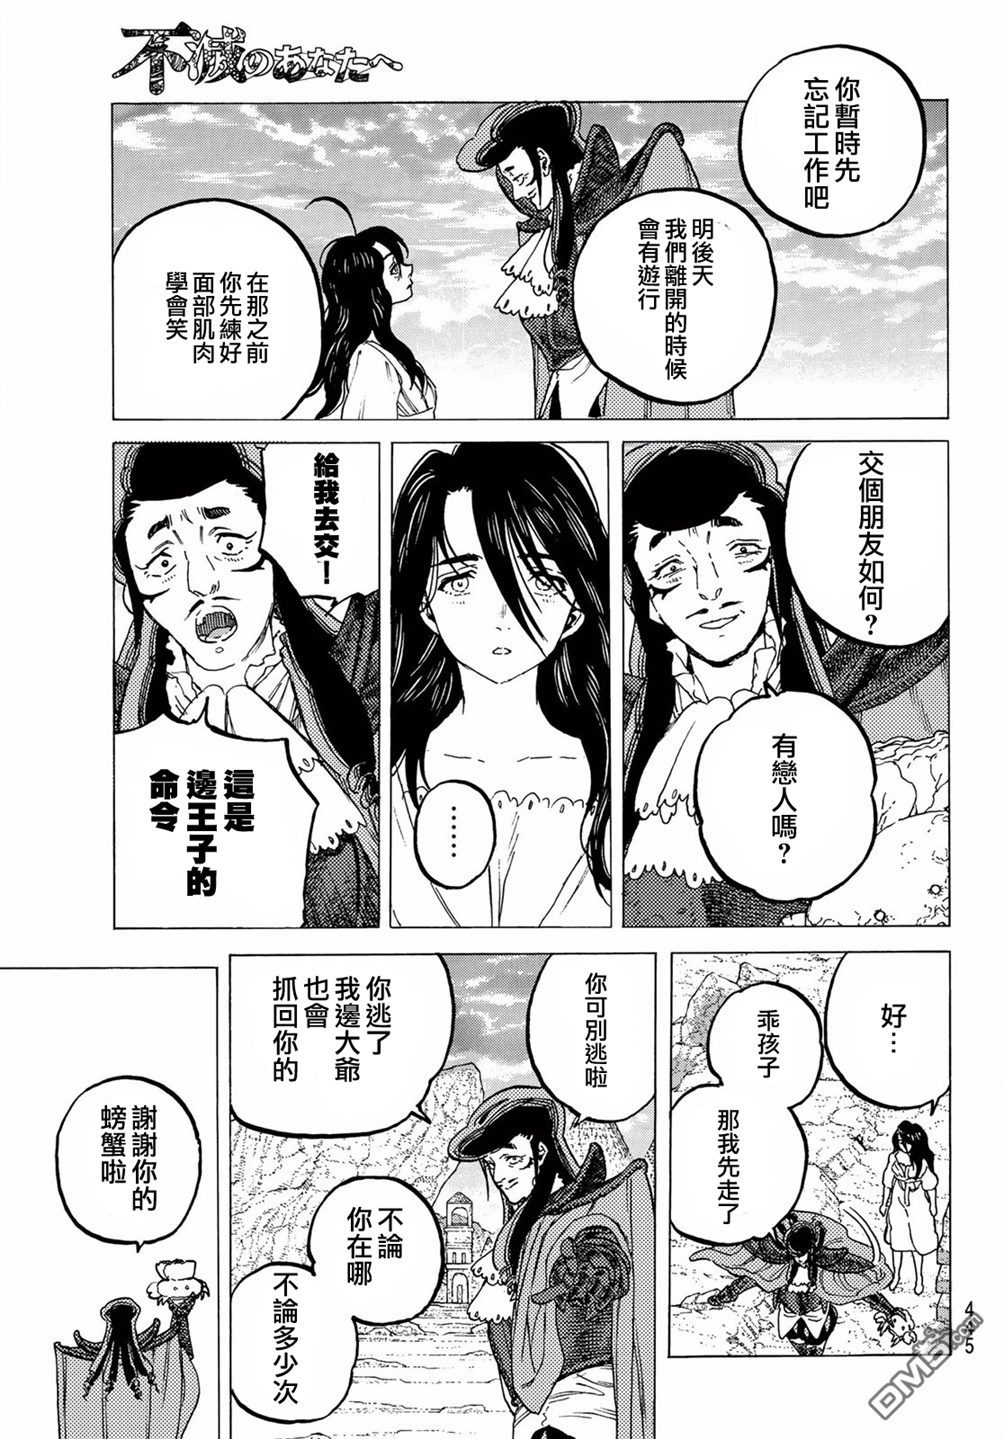 不滅のあなたへ
你暫時先
忘記工作吧
明後天
我們離開的時候
會有遊行
在那之前
你先練好
面部肌肉
學會笑
交個朋友如何?
有戀人嗎?
……
給我去交!
這是
邊王子的
命令
好…
乖孩子
那我先走了
你可別逃啦
你逃了
我邊大爺
也會
抓回你的
不論
你在哪
不論多少次
謝謝你的
螃蟹啦
445
DM5.com